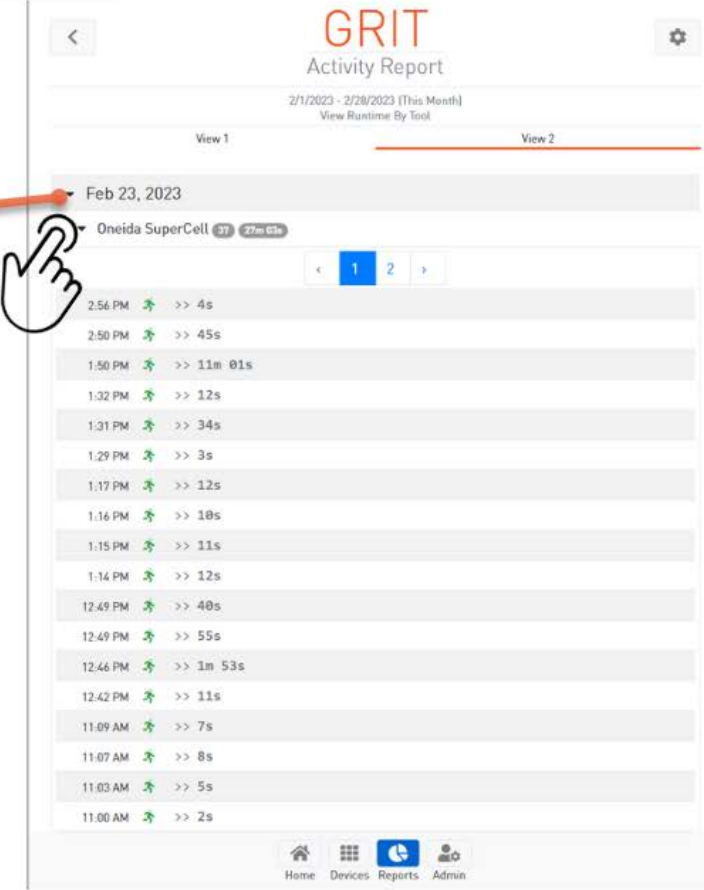 GRIT
Activity Report
2/1/2023 - 2/28/2023 (This Month)
View Runtime By Tool
View 1 View 2
Feb 23, 2023
Oneida SuperCell 37 27m 03s
‹ 1 2 ›
2:56 PM >> 4s
2:50 PM >> 45s
1:50 PM >> 11m 01s
1:32 PM >> 12s
1:31 PM >> 34s
1:29 PM >> 3s
1:17 PM >> 12s
1:16 PM >> 10s
1:15 PM >> 11s
1:14 PM >> 12s
12:49 PM >> 40s
12:49 PM >> 55s
12:46 PM >> 1m 53s
12:42 PM >> 11s
11:09 AM >> 7s
11:07 AM >> 8s
11:03 AM >> 5s
11:00 AM >> 2s
Home Devices Reports Admin